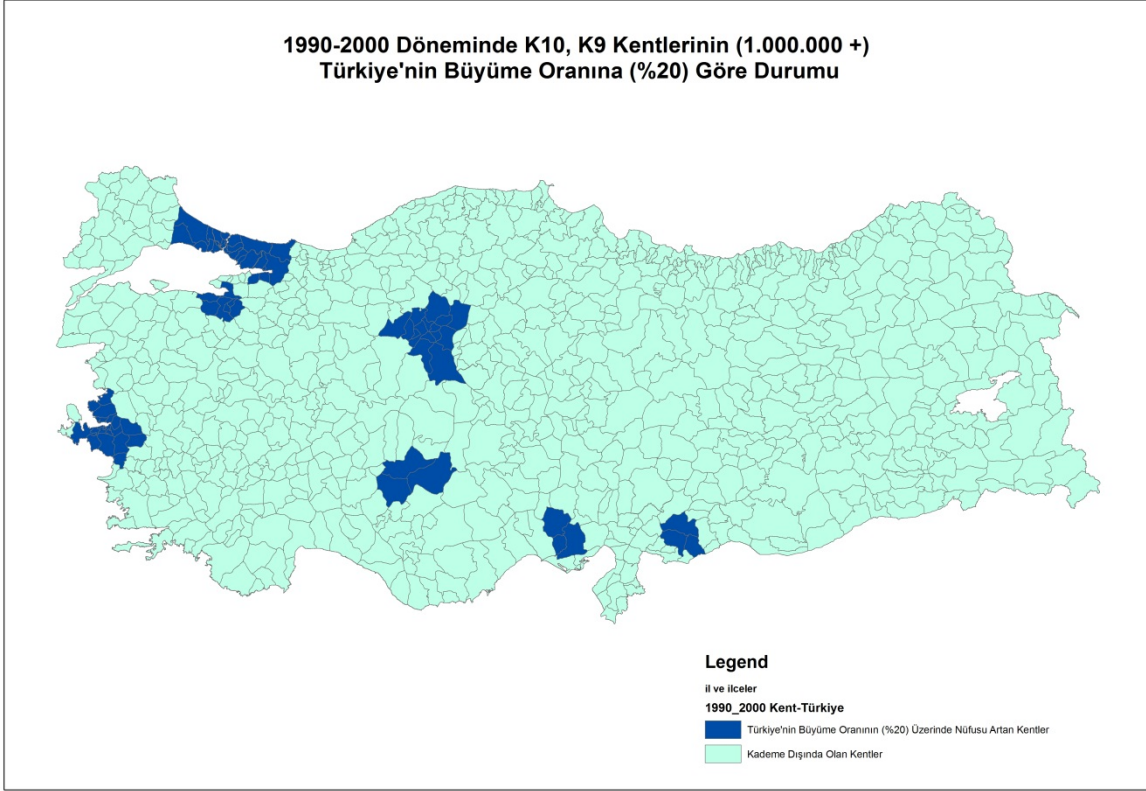 1990-2000 Döneminde K10, K9 Kentlerinin (1.000.000 +)
Türkiye'nin Büyüme Oranına (%20) Göre Durumu
Legend
il ve ilceler
1990_2000 Kent-Türkiye
Türkiye'nin Büyüme Oranının (%20) Üzerinde Nüfusu Artan Kentler
Kademe Dışında Olan Kentler